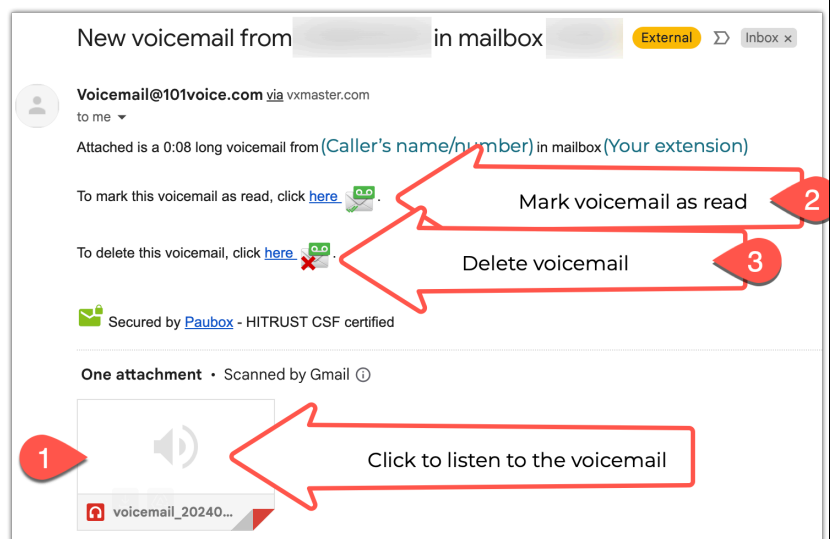 New voicemail from in mailbox External Inbox ×
Voicemail@101voice.com via vxmaster.com
to me
Attached is a 0:08 long voicemail from (Caller's name/number) in mailbox (Your extension)
To mark this voicemail as read, click here .
Mark voicemail as read
2
To delete this voicemail, click here .
Delete voicemail
3
Secured by Paubox - HITRUST CSF certified
One attachment • Scanned by Gmail
1
Click to listen to the voicemail
voicemail_20240...